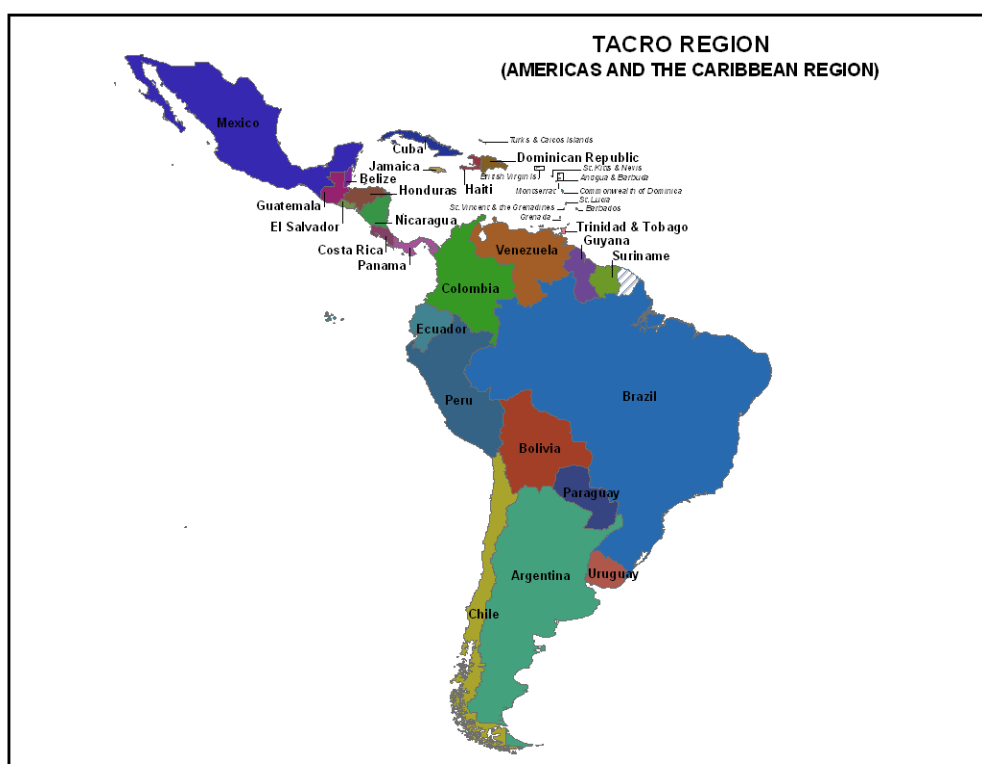 TACRO REGION
(AMERICAS AND THE CARIBBEAN REGION)
Mexico
Cuba
Turks & Caicos Islands
Jamaica
Dominican Republic
Haiti
British Virgin Is
St. Kitts & Nevis
Antigua & Barbuda
Montserrat
Commonwealth of Dominica
St. Lucia
St. Vincent & the Grenadines
Barbados
Grenada
Belize
Guatemala
Honduras
El Salvador
Nicaragua
Costa Rica
Panama
Trinidad & Tobago
Guyana
Suriname
Venezuela
Colombia
Ecuador
Peru
Brazil
Bolivia
Paraguay
Argentina
Uruguay
Chile